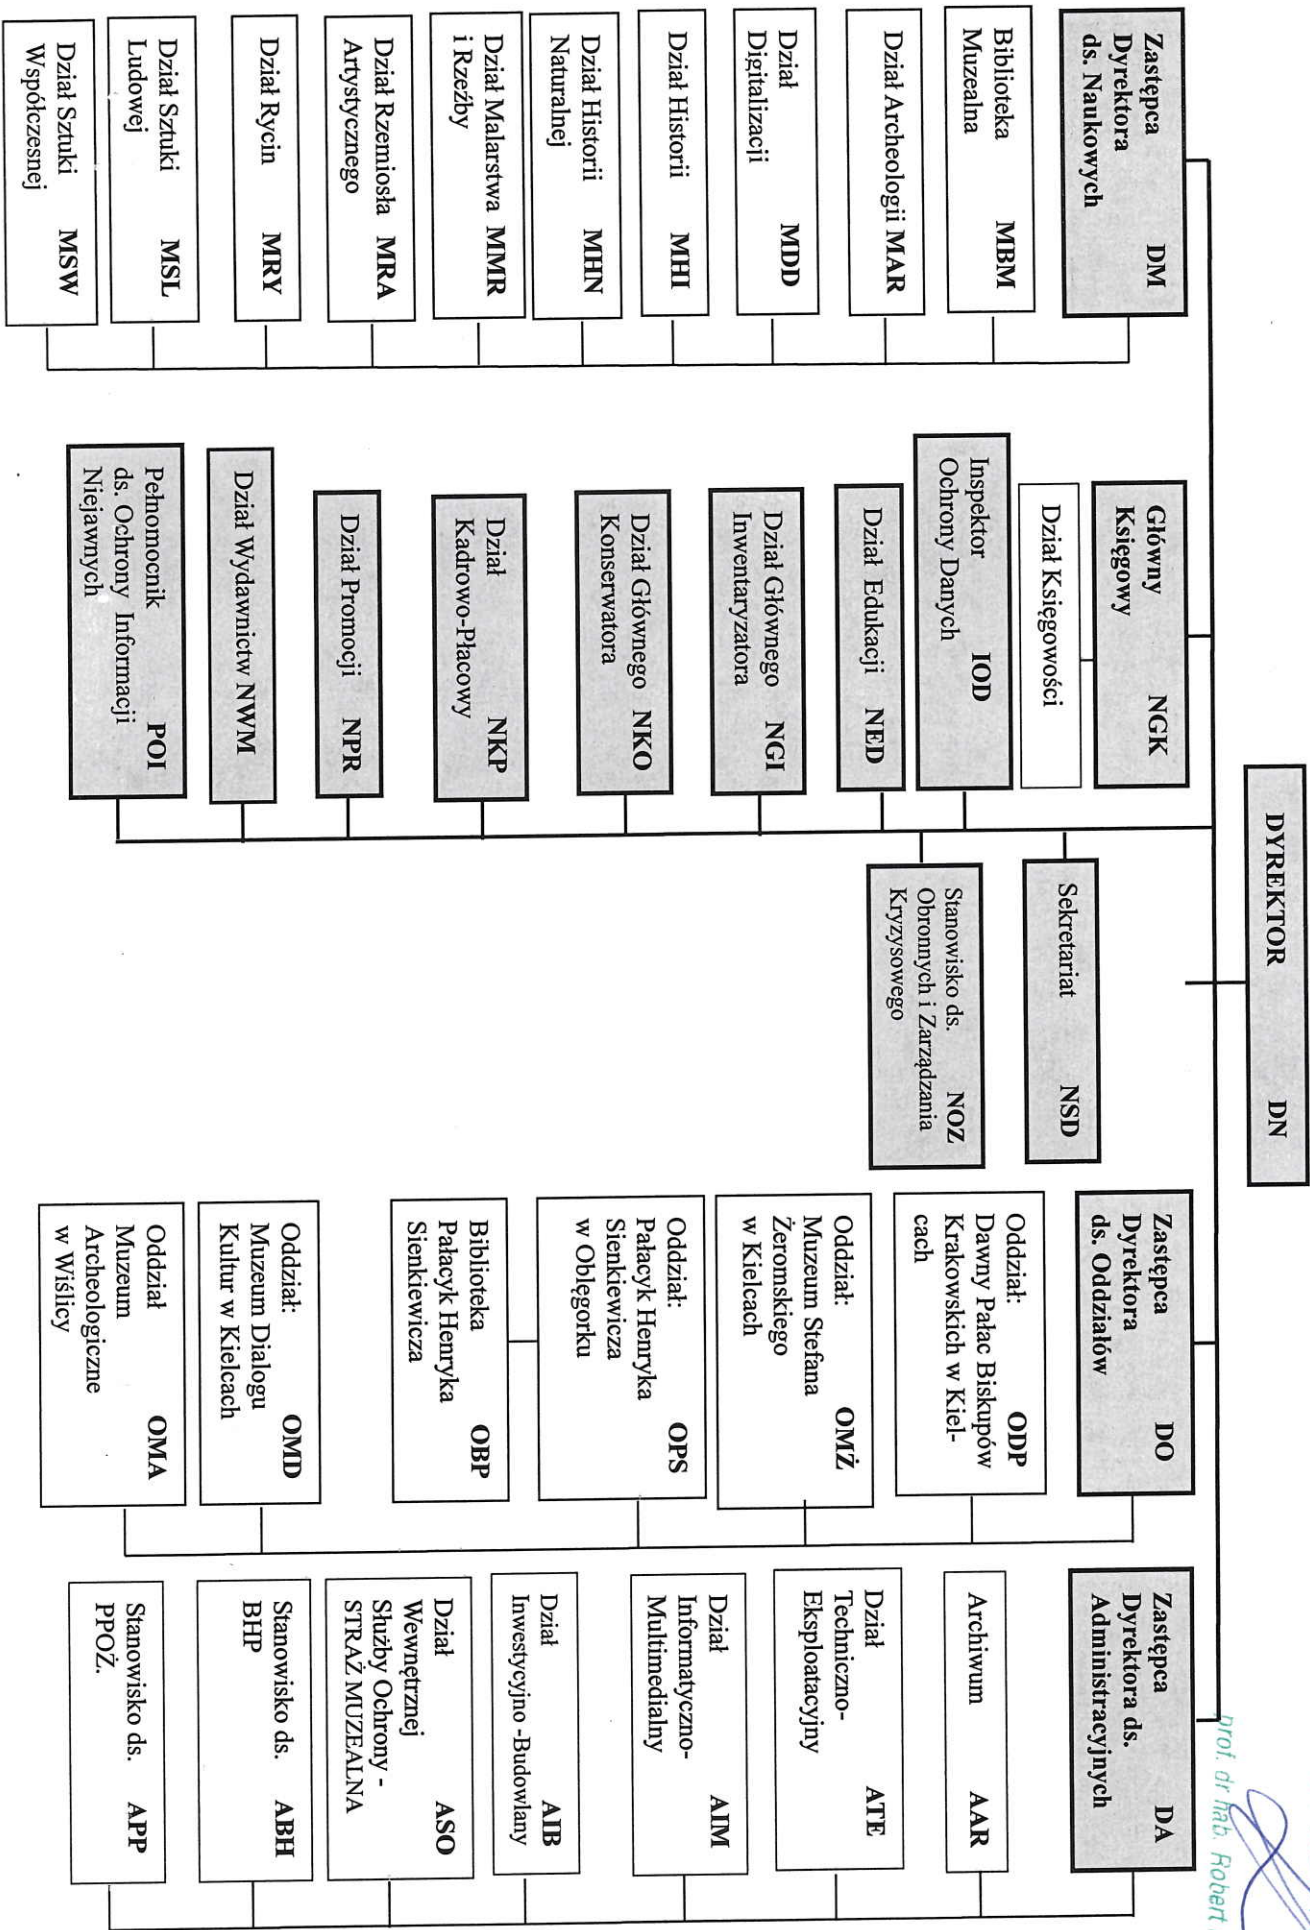 DYREKTOR DN
prof. dr hab. Robert
Zastępca
Dyrektora DM
ds. Naukowych
Biblioteka
Muzealna MBM
Dział Archeologii MAR
Dział
Digitalizacji MDD
Dział Historii MHI
Dział Historii
Naturalnej MHN
Dział Malarstwa MMR
i Rzeźby
Dział Rzemiosła MRA
Artystycznego
Dział Rycin MRY
Dział Sztuki MSL
Ludowej
Dział Sztuki MSW
Współczesnej
Główny
Księgowy NGK
Dział Księgowości
Inspektor IOD
Ochrony Danych
Dział Edukacji NED
Dział Głównego NGI
Inwentaryzatora
Dział Głównego NKO
Konserwatora
Dział NKP
Kadrowo-Płacowy
Dział Promocji NPR
Dział Wydawnictw NWM
Pełnomocnik POI
ds. Ochrony Informacji
Niejawnych
Sekretariat NSD
Stanowisko ds. NOZ
Obronnych i Zarządzania
Kryzysowego
Zastępca DO
Dyrektora
ds. Oddziałów
Oddział: ODP
Dawny Pałac Biskupów
Krakowskich w Kiel-
cach
Oddział: OMŻ
Muzeum Stefana
Żeromskiego
w Kielcach
Oddział: OPS
Pałacyk Henryka
Sienkiewicza
w Oblęgorku
Biblioteka OBP
Pałacyk Henryka
Sienkiewicza
Oddział: OMD
Muzeum Dialogu
Kultur w Kielcach
Oddział OMA
Muzeum
Archeologiczne
w Wiślicy
Zastępca DA
Dyrektora ds.
Administracyjnych
Archiwum AAR
Dział ATE
Techniczno-
Eksploatacyjny
Dział AIM
Informatyczno-
Multimedialny
Dział AIB
Inwestycyjno -Budowlany
Dział ASO
Wewnętrznej
Służby Ochrony -
STRAŻ MUZEALNA
Stanowisko ds. ABH
BHP
Stanowisko ds. APP
PPOŻ.